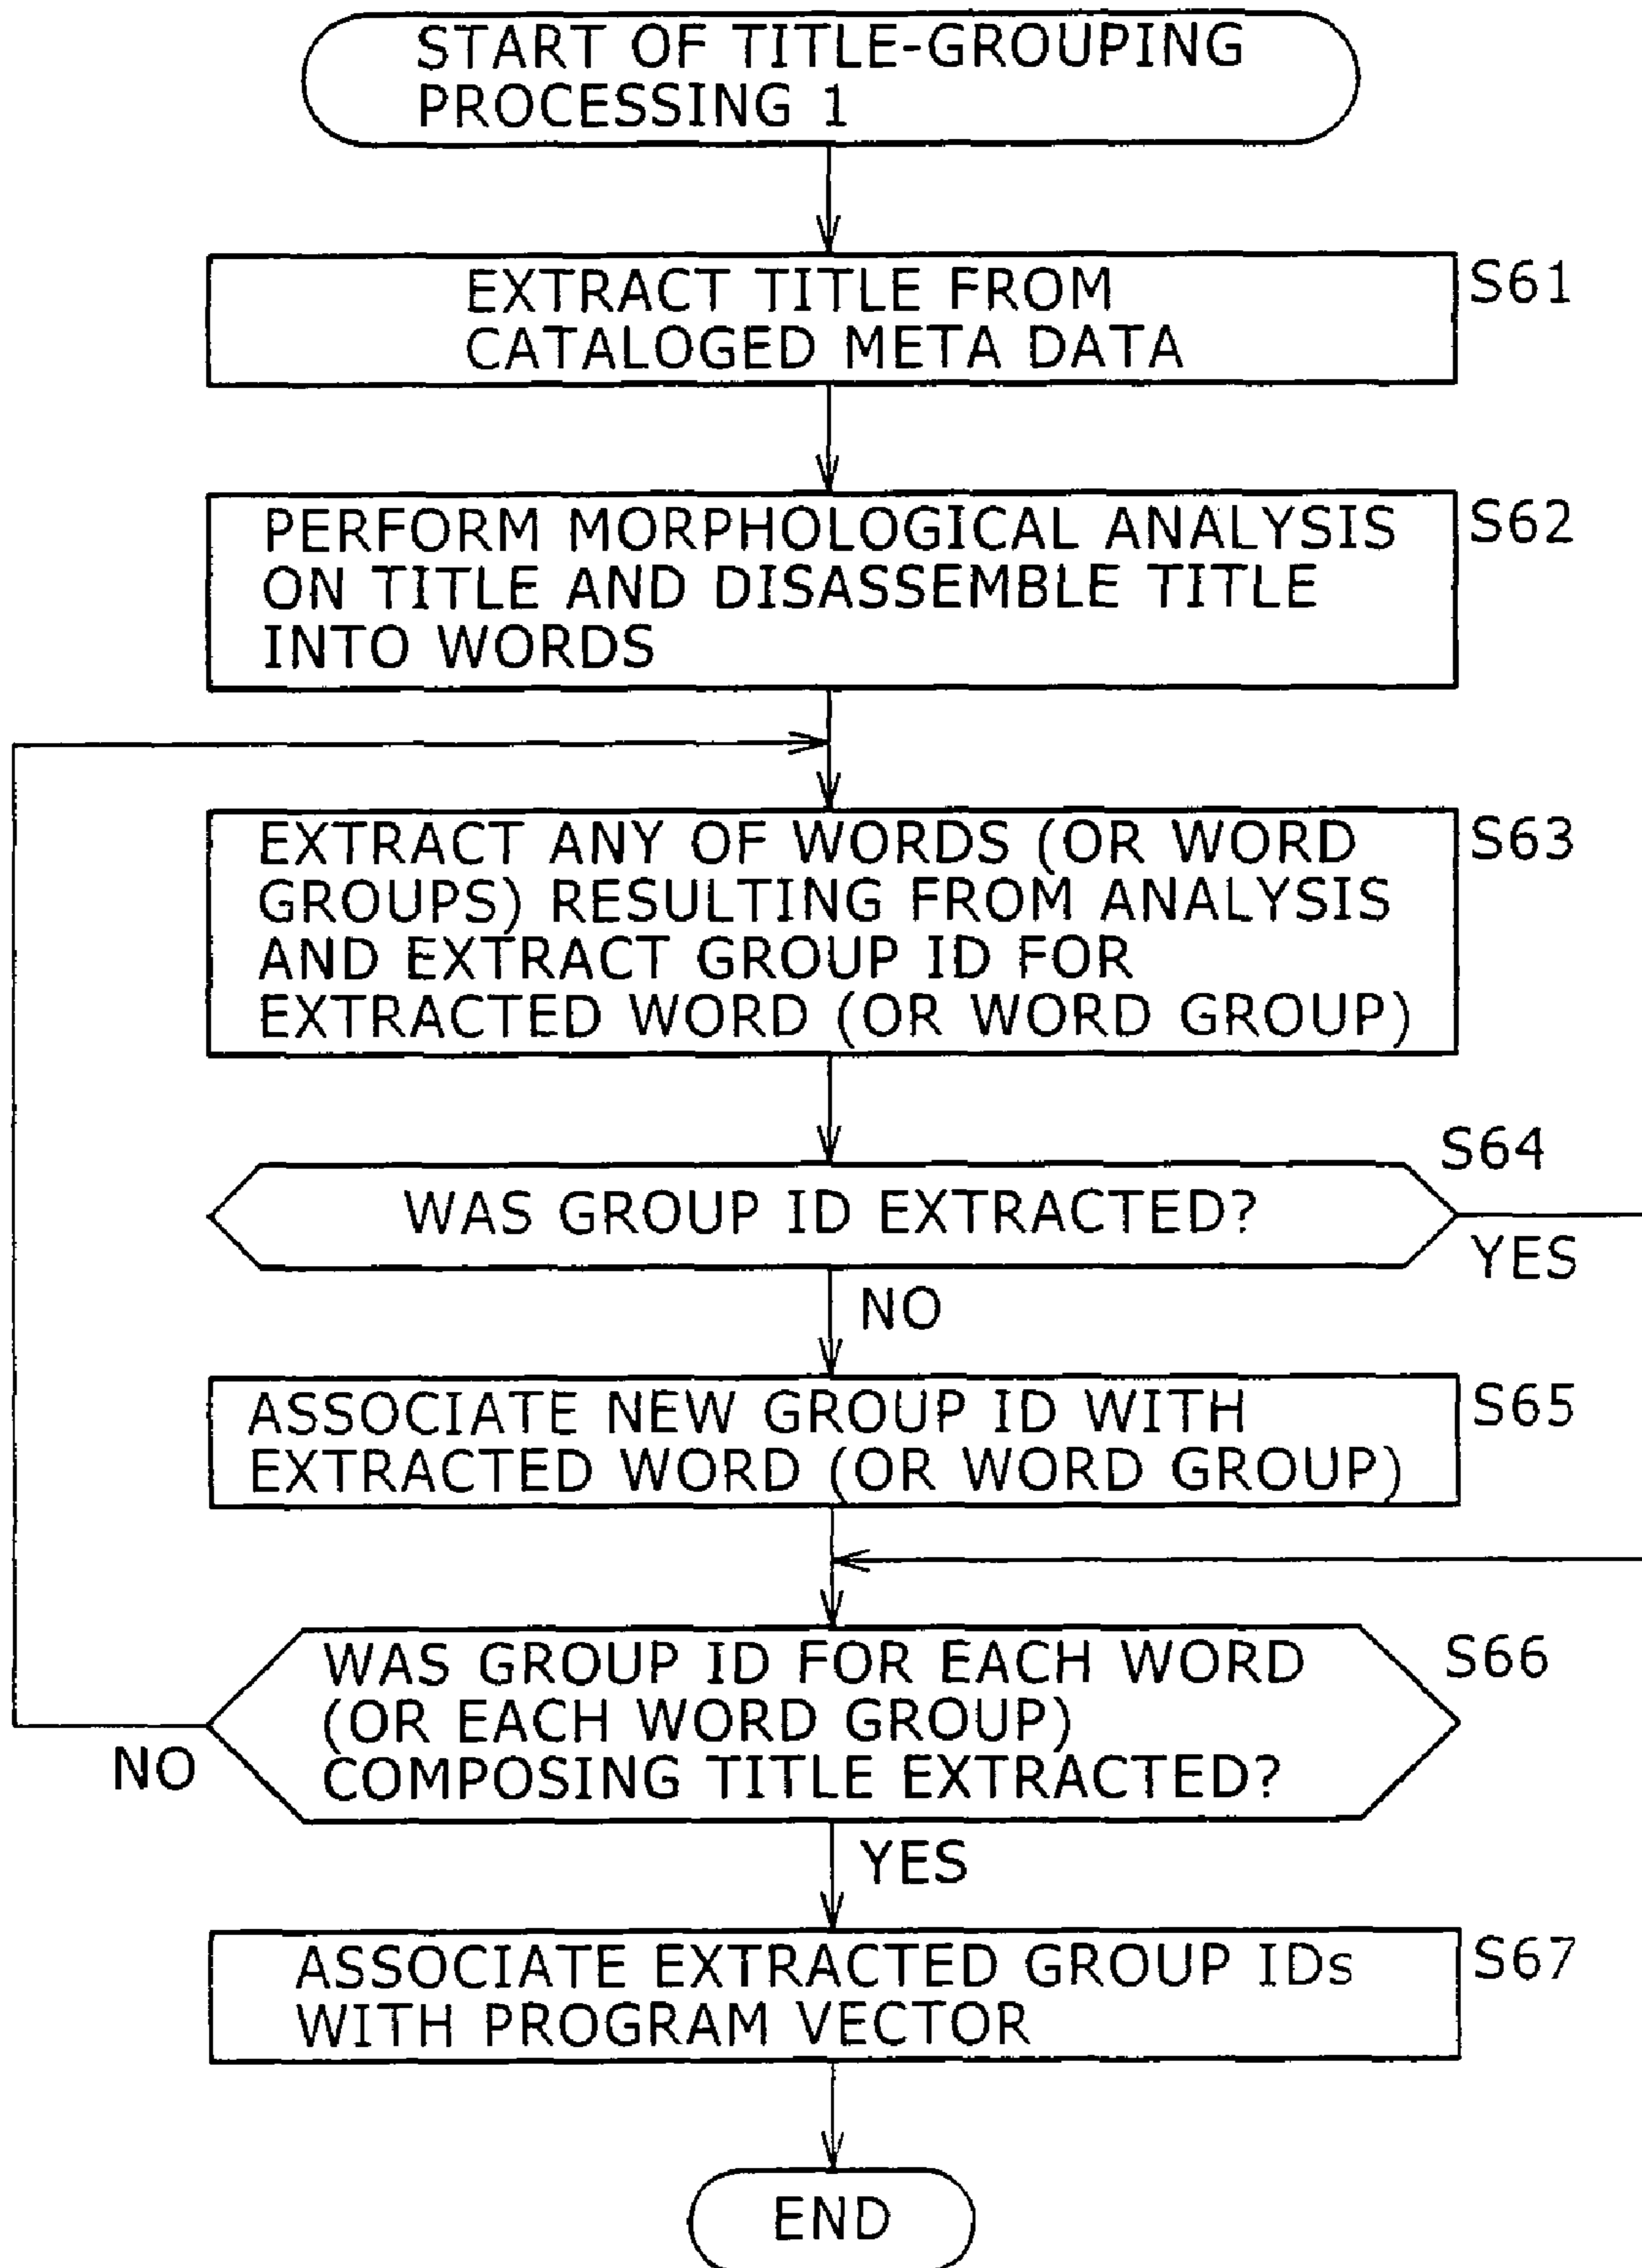 START OF TITLE-GROUPING
PROCESSING 1
EXTRACT TITLE FROM
CATALOGED META DATA
S61
PERFORM MORPHOLOGICAL ANALYSIS
ON TITLE AND DISASSEMBLE TITLE
INTO WORDS
S62
EXTRACT ANY OF WORDS (OR WORD
GROUPS) RESULTING FROM ANALYSIS
AND EXTRACT GROUP ID FOR
EXTRACTED WORD (OR WORD GROUP)
S63
WAS GROUP ID EXTRACTED?
S64
YES
NO
ASSOCIATE NEW GROUP ID WITH
EXTRACTED WORD (OR WORD GROUP)
S65
WAS GROUP ID FOR EACH WORD
(OR EACH WORD GROUP)
COMPOSING TITLE EXTRACTED?
S66
NO
YES
ASSOCIATE EXTRACTED GROUP IDs
WITH PROGRAM VECTOR
S67
END